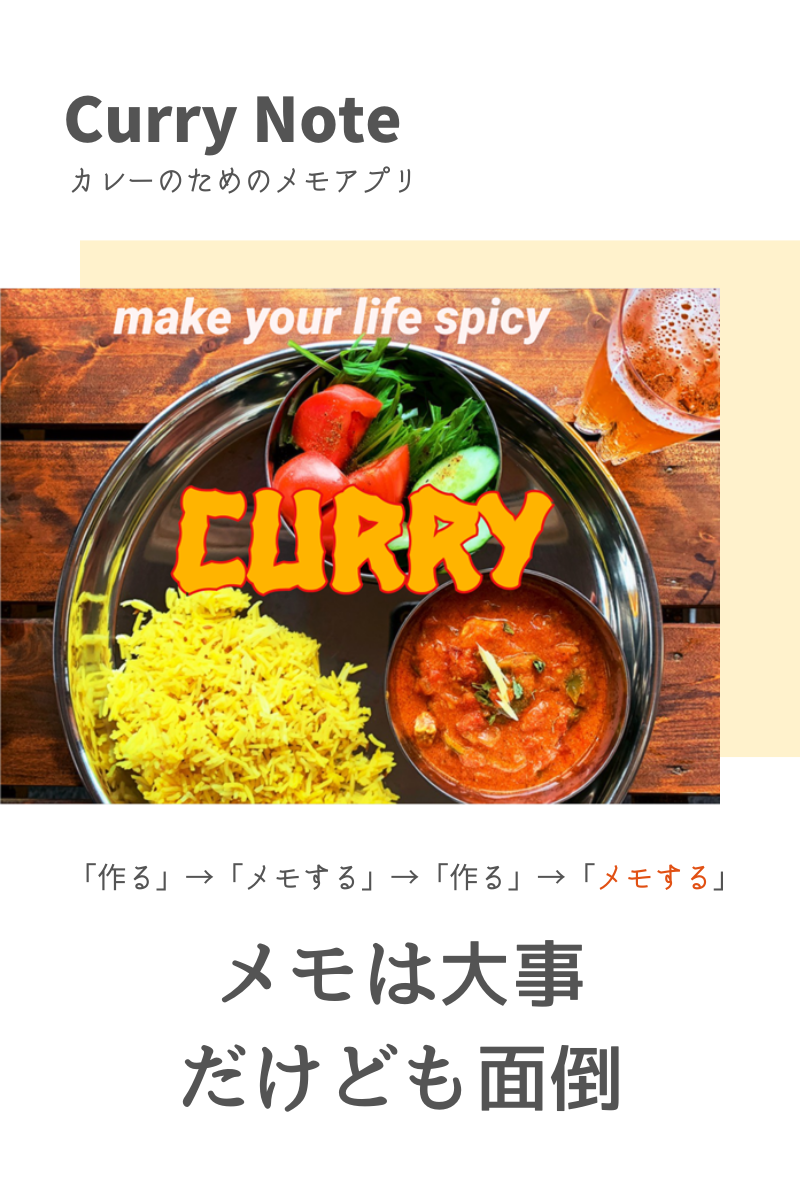 Curry Note
カレーのためのメモアプリ
make your life spicy
CURRY
「作る」→「メモする」→「作る」→「メモする」
メモは大事
だけども面倒